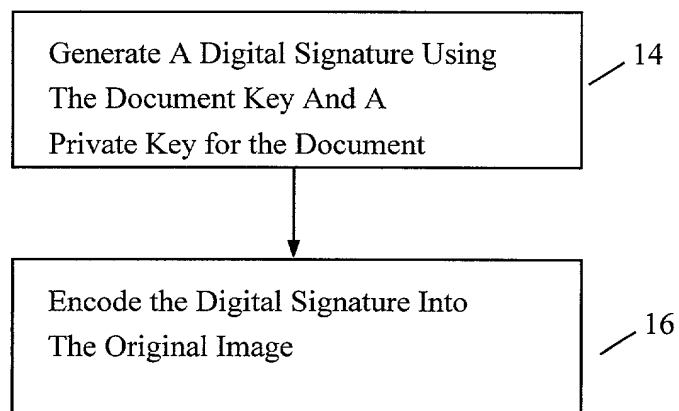 Generate A Digital Signature Using
The Document Key And A
Private Key for the Document
14
Encode the Digital Signature Into
The Original Image
16